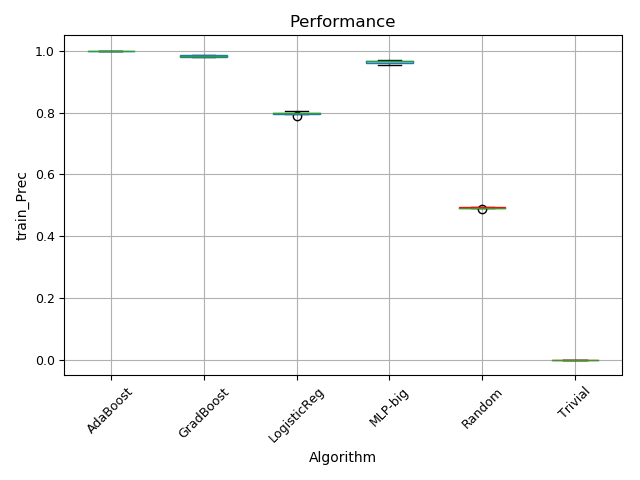 Performance
1.0
0.8
0.6
0.4
0.2
0.0
train_Prec
AdaBoost
GradBoost
LogisticReg
MLP-big
Random
Trivial
Algorithm